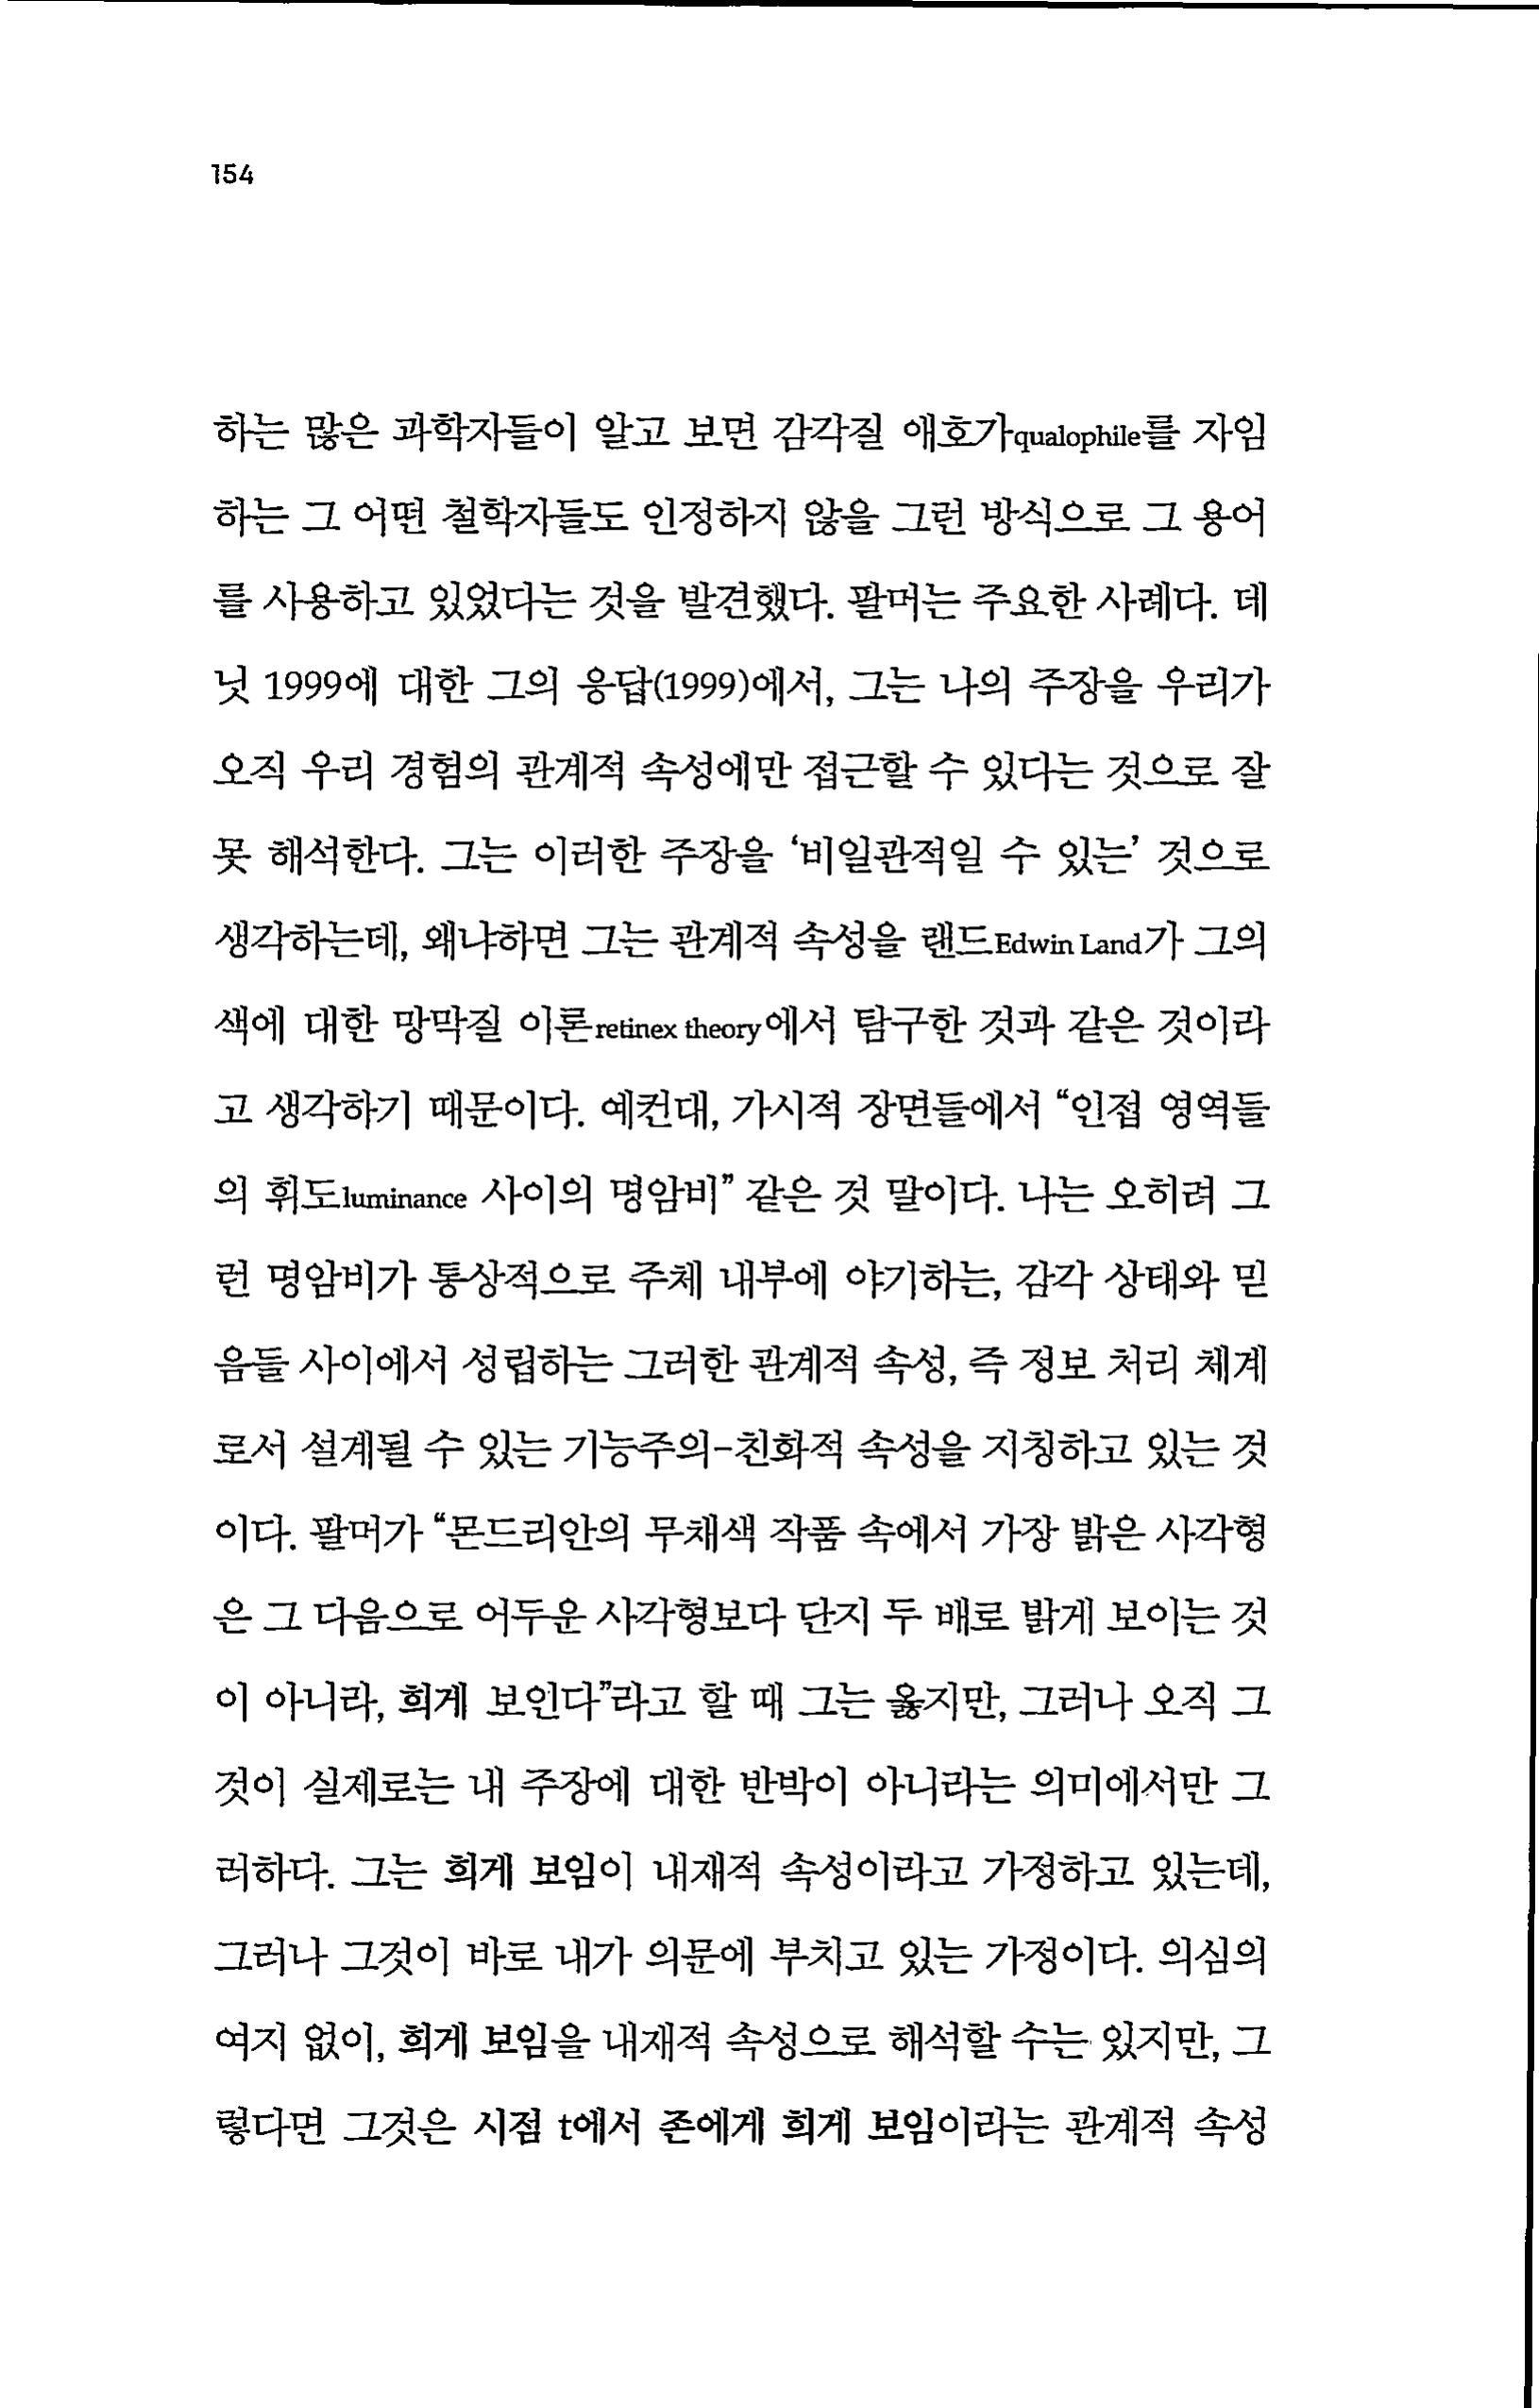 154
하는 많은 과학자들이 알고 보면 감각질 애호가qualophile를 자임
하는 그 어떤 철학자들도 인정하지 않을 그런 방식으로 그 용어
를 사용하고 있었다는 것을 발견했다. 팔머는 주요한 사례다. 데
닛 1999에 대한 그의 응답(1999)에서, 그는 나의 주장을 우리가
오직 우리 경험의 관계적 속성에만 접근할 수 있다는 것으로 잘
못 해석한다. 그는 이러한 주장을 ‘비일관적일 수 있는’ 것으로
생각하는데, 왜냐하면 그는 관계적 속성을 랜드Edwin Land가 그의
색에 대한 망막질 이론retinex theory에서 탐구한 것과 같은 것이라
고 생각하기 때문이다. 예컨대, 가시적 장면들에서 “인접 영역들
의 휘도luminance 사이의 명암비” 같은 것 말이다. 나는 오히려 그
런 명암비가 통상적으로 주체 내부에 야기하는, 감각 상태와 믿
음들 사이에서 성립하는 그러한 관계적 속성, 즉 정보 처리 체계
로서 설계될 수 있는 기능주의-친화적 속성을 지칭하고 있는 것
이다. 팔머가 “몬드리안의 무채색 작품 속에서 가장 밝은 사각형
은 그 다음으로 어두운 사각형보다 단지 두 배로 밝게 보이는 것
이 아니라, 희게 보인다”라고 할 때 그는 옳지만, 그러나 오직 그
것이 실제로는 내 주장에 대한 반박이 아니라는 의미에서만 그
러하다. 그는 희게 보임이 내재적 속성이라고 가정하고 있는데,
그러나 그것이 바로 내가 의문에 부치고 있는 가정이다. 의심의
여지 없이, 희게 보임을 내재적 속성으로 해석할 수는 있지만, 그
렇다면 그것은 시점 t에서 존에게 희게 보임이라는 관계적 속성